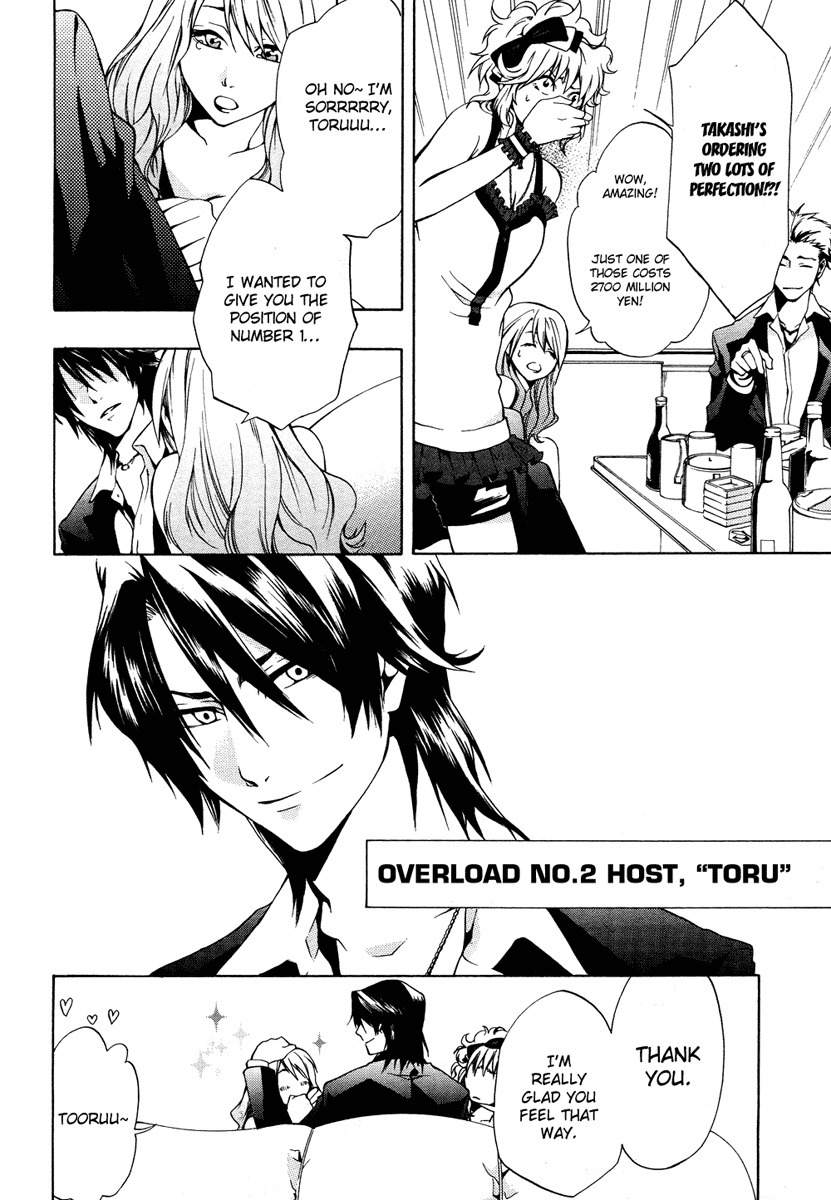 TAKASHI'S
ORDERING
TWO LOTS OF
PERFECTION!?!
WOW,
AMAZING!
JUST ONE OF
THOSE COSTS
2700 MILLION
YEN!
OH NO~ I'M
SORRRRRY,
TORUUU...
I WANTED TO
GIVE YOU THE
POSITION OF
NUMBER 1...
OVERLOAD NO.2 HOST, "TORU"
THANK
YOU.
I'M
REALLY
GLAD YOU
FEEL THAT
WAY.
TOORUU~